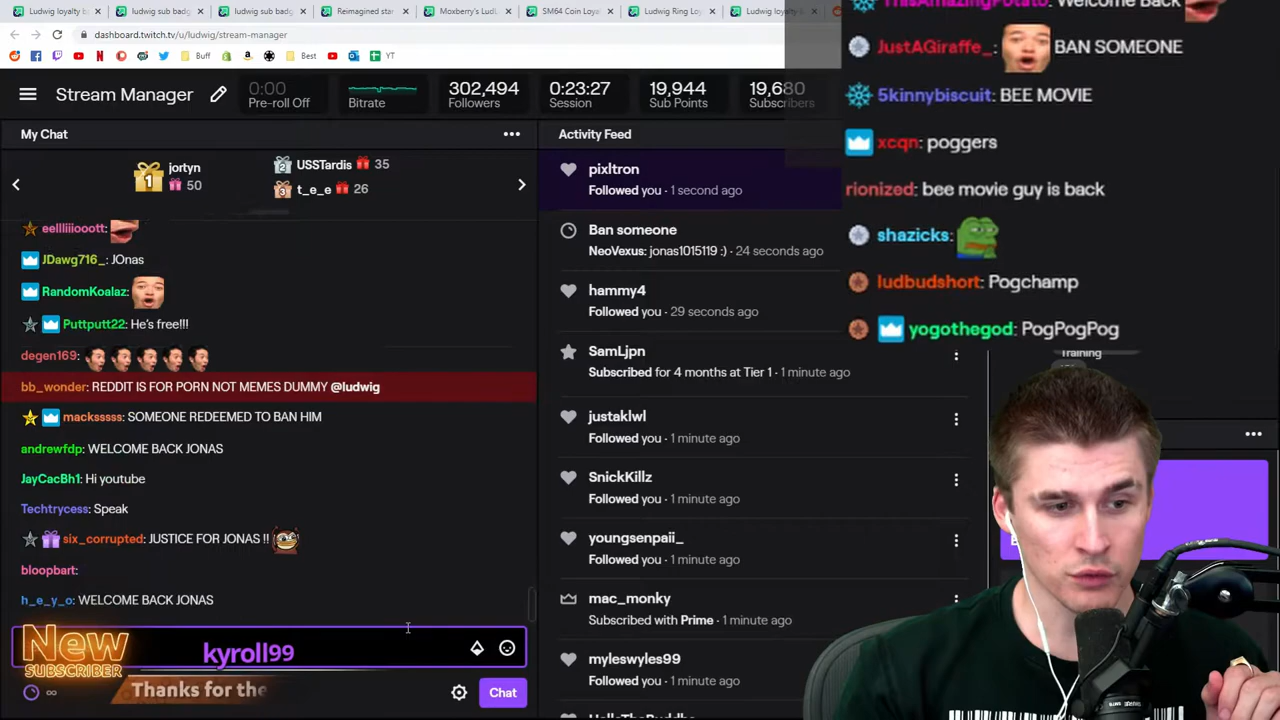 Ludwig loyalty b
ludwig sub badg
ludwig sub badg
Reimagined star
Moxberry's Ludw
SM64 Coin Loya
Ludwig Ring Loy
Ludwig loyalty b
dashboard.twitch.tv/u/ludwig/stream-manager
Buff
Best
YT
Stream Manager
0:00
Pre-roll Off
Bitrate
302,494
Followers
0:23:27
Session
19,944
Sub Points
19,680
Subscribers
My Chat
jortyn
50
USSTardis 35
t_e_e 26
eellliiiooott:
JDawg716_: JOnas
RandomKoalaz:
Puttputt22: He's free!!!
degen169:
bb_wonder: REDDIT IS FOR PORN NOT MEMES DUMMY @ludwig
macksssss: SOMEONE REDEEMED TO BAN HIM
andrewfdp: WELCOME BACK JONAS
JayCacBh1: Hi youtube
Techtrycess: Speak
six_corrupted: JUSTICE FOR JONAS !!
bloopbart:
h_e_y_o: WELCOME BACK JONAS
New
SUBSCRIBER
kyroll99
Thanks for the
Chat
Activity Feed
pixltron
Followed you - 1 second ago
Ban someone
NeoVexus: jonas1015119 :) - 24 seconds ago
hammy4
Followed you - 29 seconds ago
SamLjpn
Subscribed for 4 months at Tier 1 - 1 minute ago
justaklwl
Followed you - 1 minute ago
SnickKillz
Followed you - 1 minute ago
youngsenpaii_
Followed you - 1 minute ago
mac_monky
Subscribed with Prime - 1 minute ago
myleswyles99
Followed you - 1 minute ago
ThisAmazingPotato: Welcome Back
JustAGiraffe_: BAN SOMEONE
5kinnybiscuit: BEE MOVIE
xcqn: poggers
rionized: bee movie guy is back
shazicks:
ludbudshort: Pogchamp
yogothegod: PogPogPog
Training